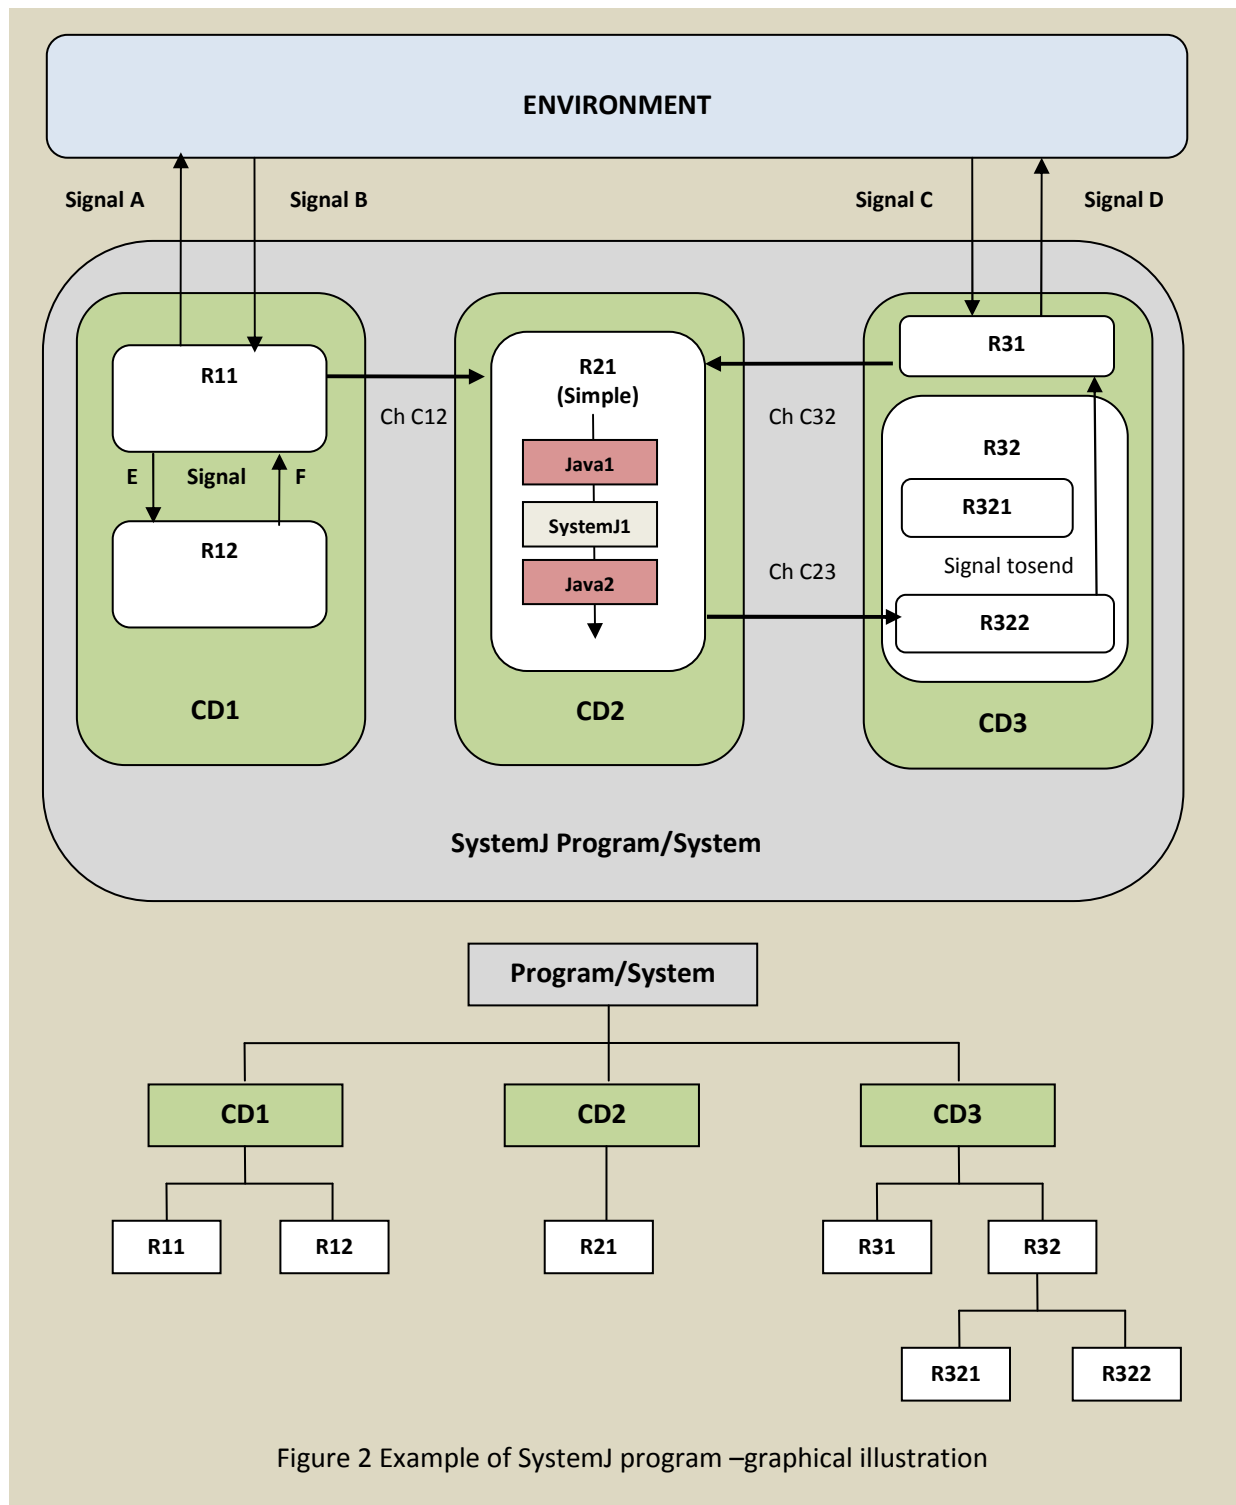 ENVIRONMENT
Signal A
Signal B
Signal C
Signal D
R11
E Signal F
R12
CD1
Ch C12
R21
(Simple)
Java1
SystemJ1
Java2
CD2
Ch C32
Ch C23
R31
R32
R321
Signal tosend
R322
CD3
SystemJ Program/System
Program/System
CD1 CD2 CD3
R11 R12 R21 R31 R32
R321 R322
Figure 2 Example of SystemJ program –graphical illustration